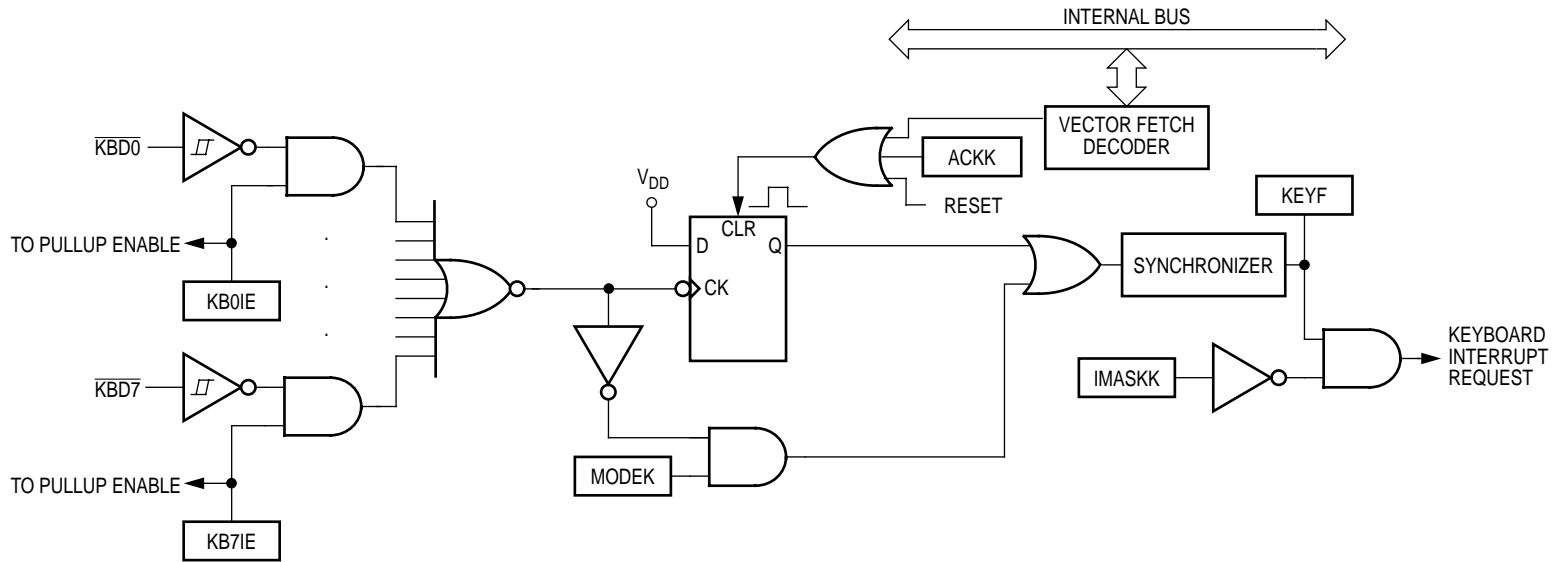 INTERNAL BUS
VECTOR FETCH
DECODER
ACKK
RESET
KBD0
TO PULLUP ENABLE
KB0IE
KBD7
TO PULLUP ENABLE
KB7IE
VDD
CLR
D
Q
CK
MODEK
SYNCHRONIZER
KEYF
IMASKK
KEYBOARD
INTERRUPT
REQUEST